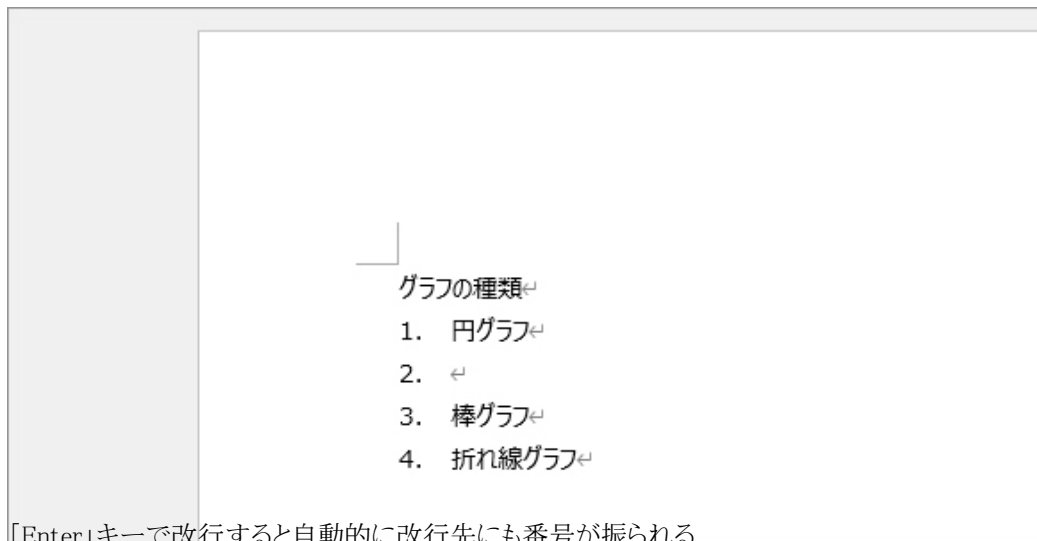 グラフの種類↵
1. 円グラフ↵
2. ↵
3. 棒グラフ↵
4. 折れ線グラフ↵
「Enter」キーで改行すると自動的に改行先にも番号が振られる